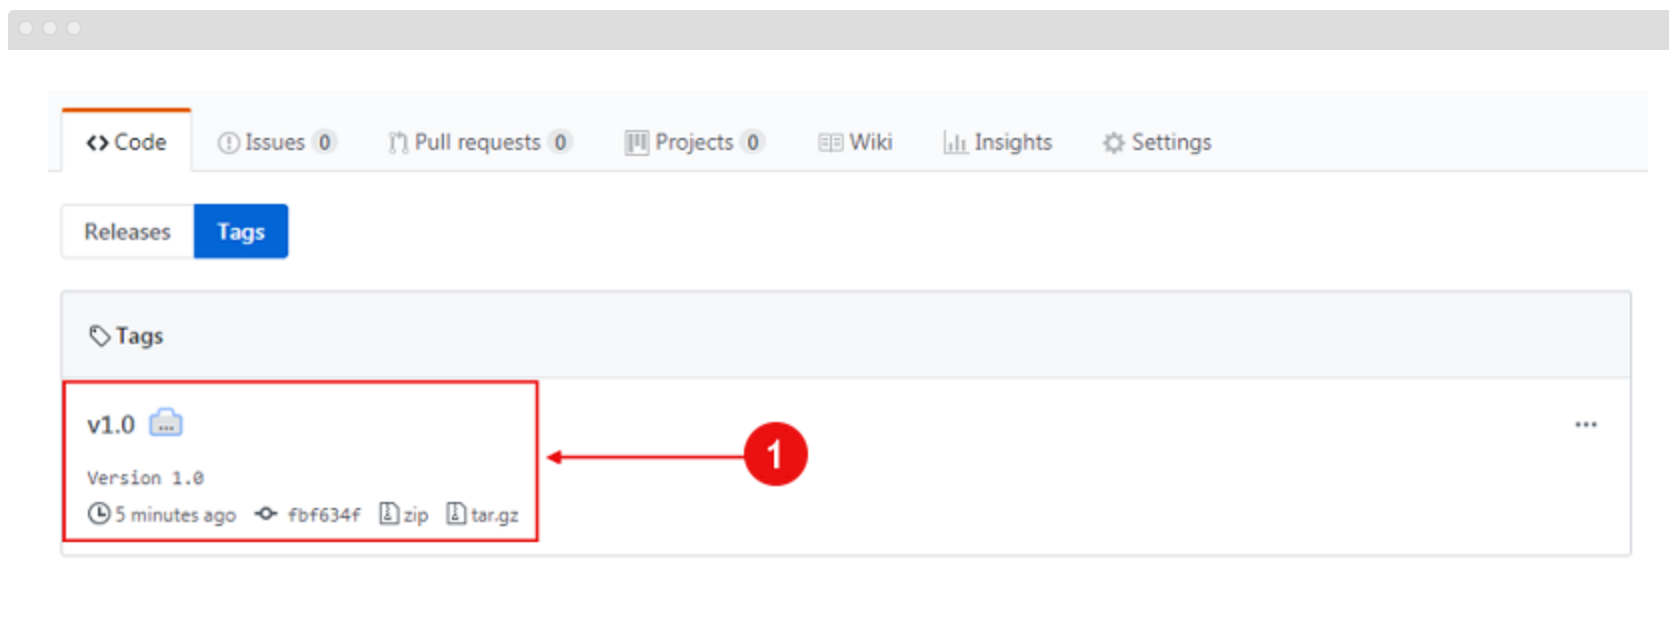 Code Issues 0 Pull requests 0 Projects 0 Wiki Insights Settings
Releases Tags
Tags
v1.0 ...
1
Version 1.0
5 minutes ago fbf634f zip tar.gz